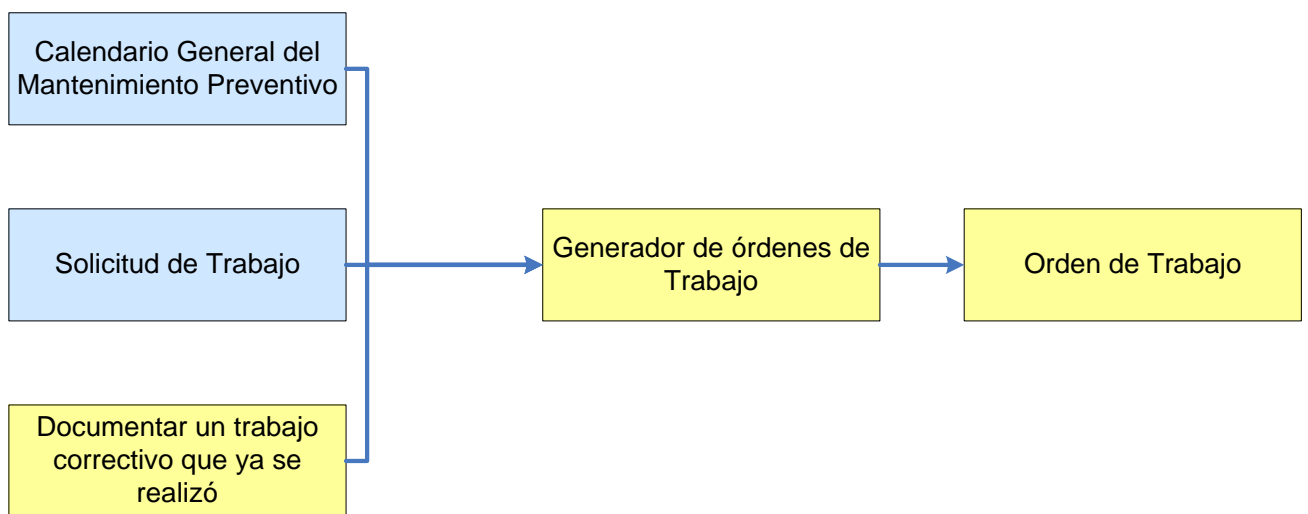 Calendario General del
Mantenimiento Preventivo
Solicitud de Trabajo
Generador de órdenes de
Trabajo
Orden de Trabajo
Documentar un trabajo
correctivo que ya se
realizó